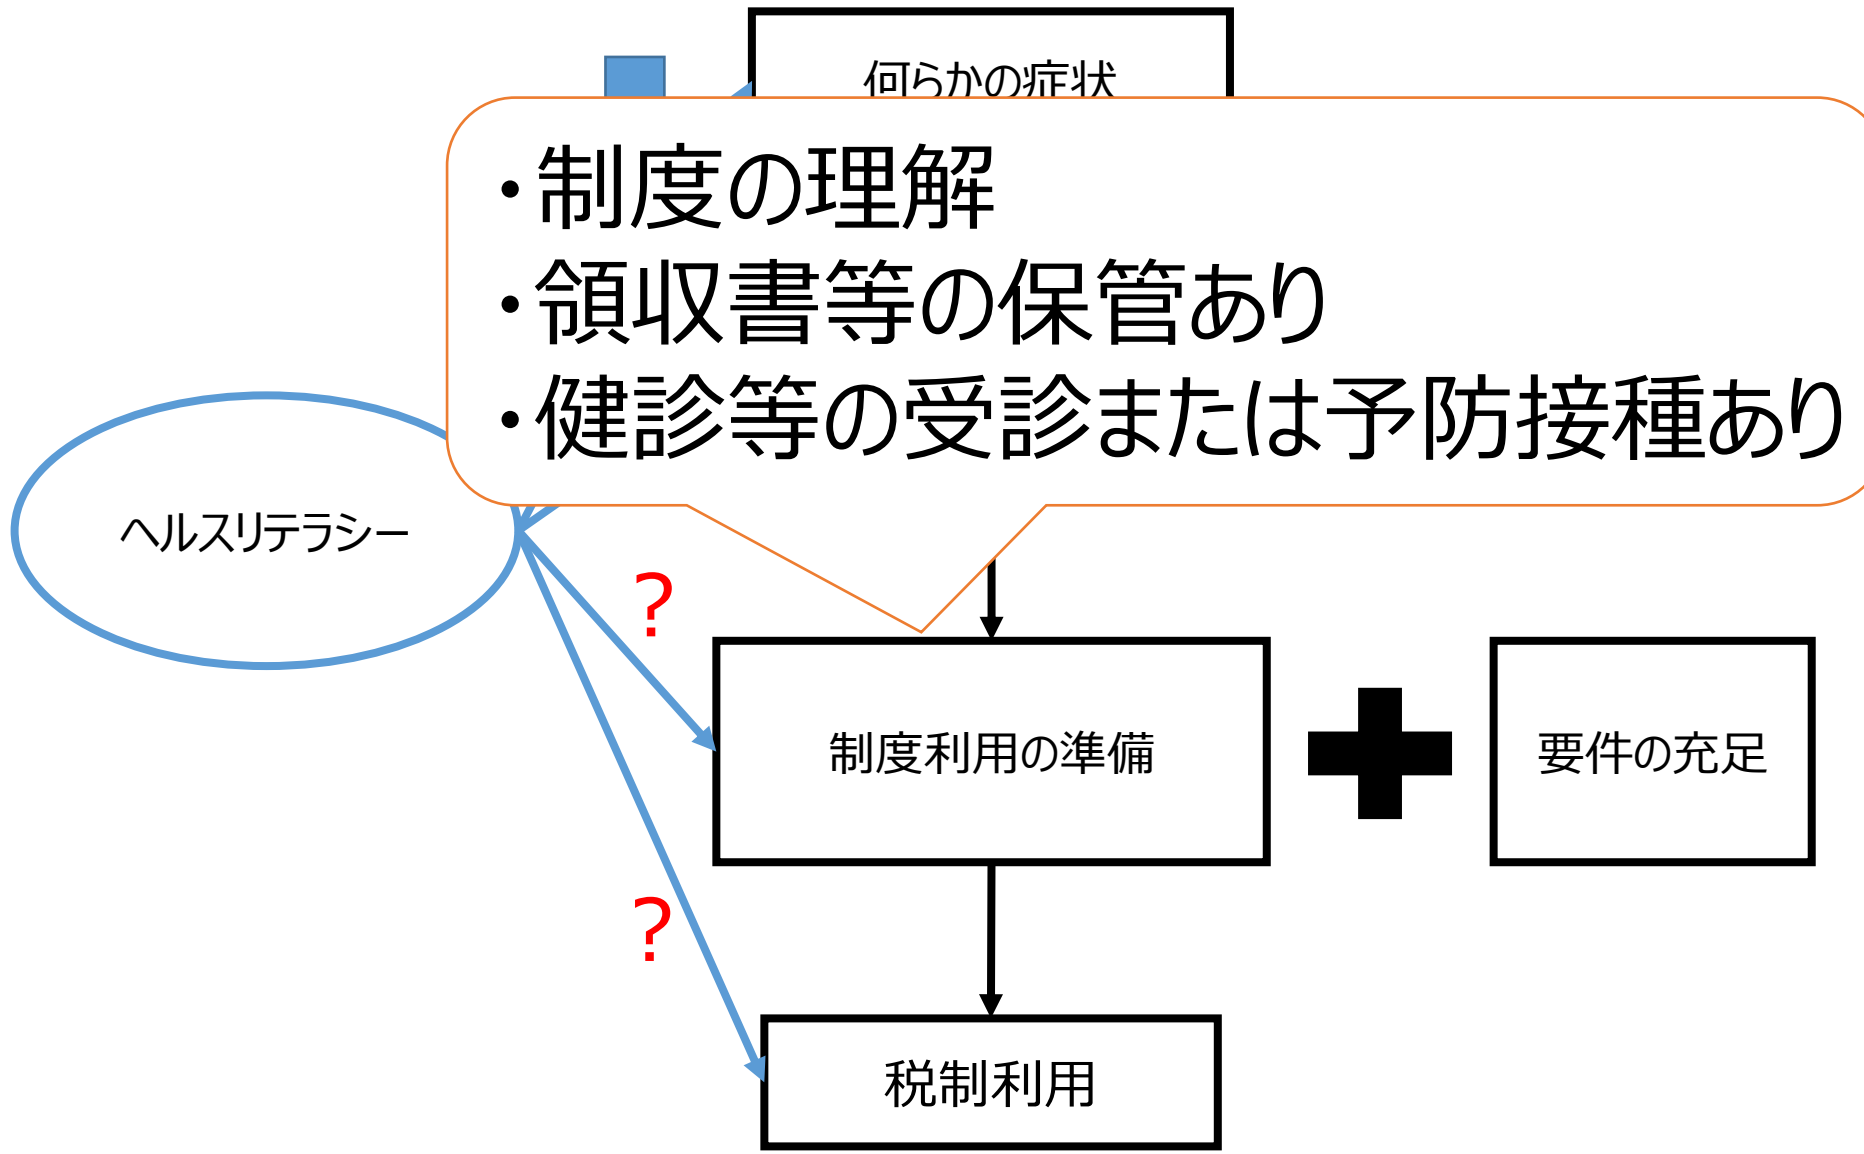 何らかの症状
・制度の理解
・領収書等の保管あり
・健診等の受診または予防接種あり
ヘルスリテラシー
?
制度利用の準備
要件の充足
?
税制利用